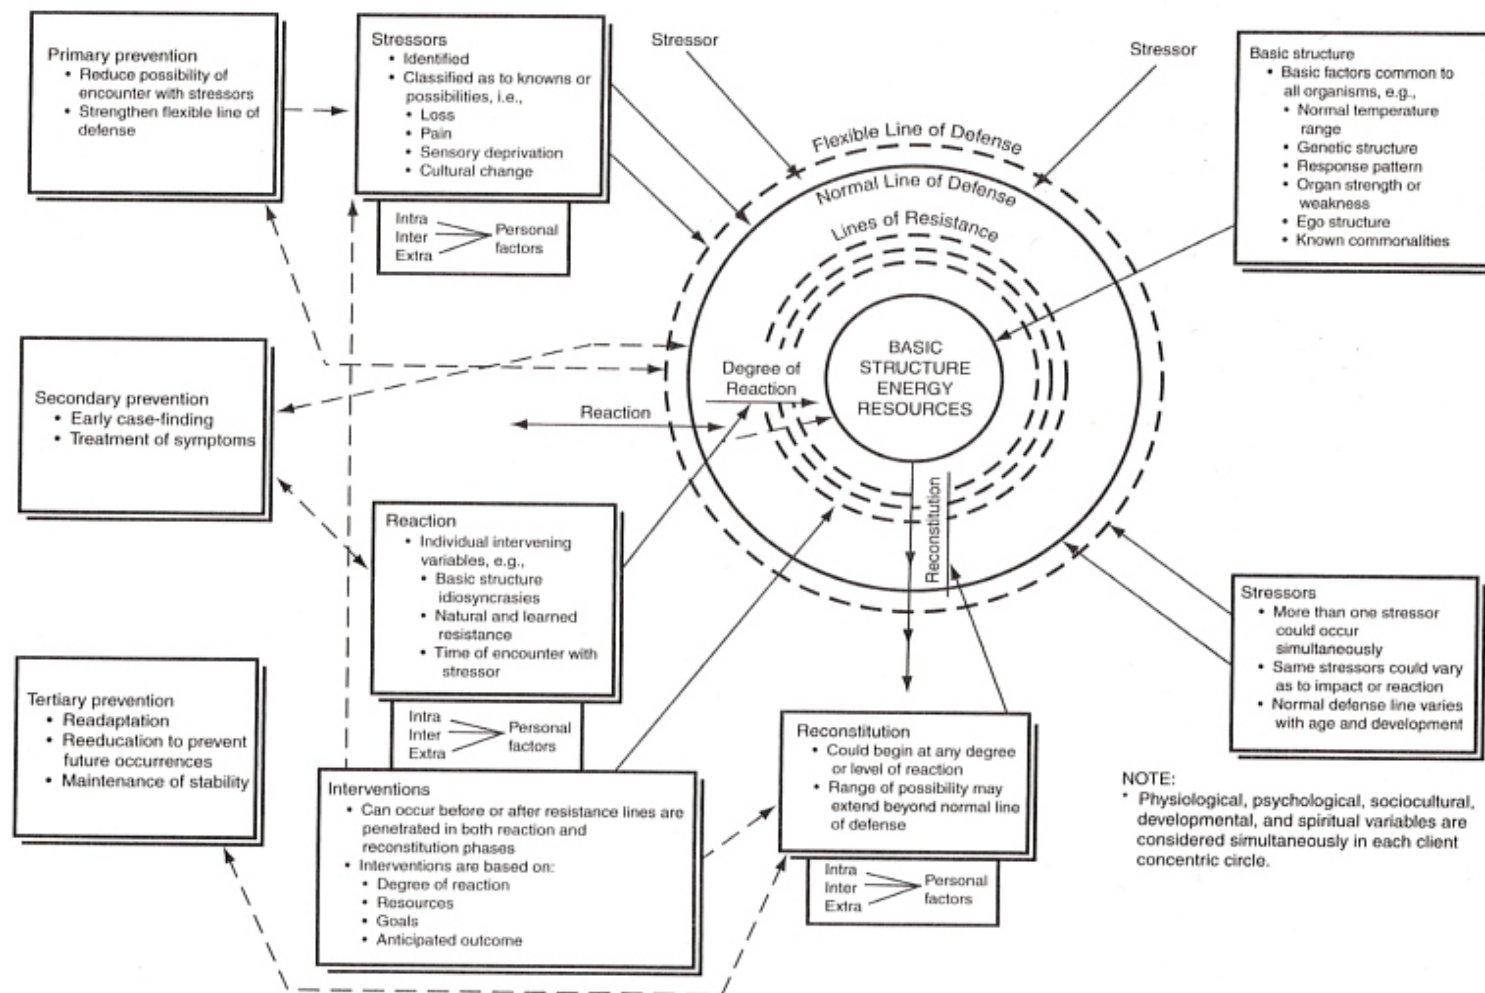 Primary prevention
• Reduce possibility of
encounter with stressors
• Strengthen flexible line of
defense
Stressors
• Identified
• Classified as to knowns or
possibilities, i.e.,
• Loss
• Pain
• Sensory deprivation
• Cultural change
Intra
Inter
Extra
Personal
factors
Stressor
Stressor
Basic structure
• Basic factors common to
all organisms, e.g.,
• Normal temperature
range
• Genetic structure
• Response pattern
• Organ strength or
weakness
• Ego structure
• Known commonalities
Flexible Line of Defense
Normal Line of Defense
Lines of Resistance
BASIC
STRUCTURE
ENERGY
RESOURCES
Degree of
Reaction
Reaction
Reconstitution
Secondary prevention
• Early case-finding
• Treatment of symptoms
Reaction
• Individual intervening
variables, e.g.,
• Basic structure
idiosyncrasies
• Natural and learned
resistance
• Time of encounter with
stressor
Intra
Inter
Extra
Personal
factors
Stressors
• More than one stressor
could occur
simultaneously
• Same stressors could vary
as to impact or reaction
• Normal defense line varies
with age and development
Tertiary prevention
• Readaptation
• Reeducation to prevent
future occurrences
• Maintenance of stability
Interventions
• Can occur before or after resistance lines are
penetrated in both reaction and
reconstitution phases
• Interventions are based on:
• Degree of reaction
• Resources
• Goals
• Anticipated outcome
Reconstitution
• Could begin at any degree
or level of reaction
• Range of possibility may
extend beyond normal line
of defense
Intra
Inter
Extra
Personal
factors
NOTE:
* Physiological, psychological, sociocultural,
developmental, and spiritual variables are
considered simultaneously in each client
concentric circle.